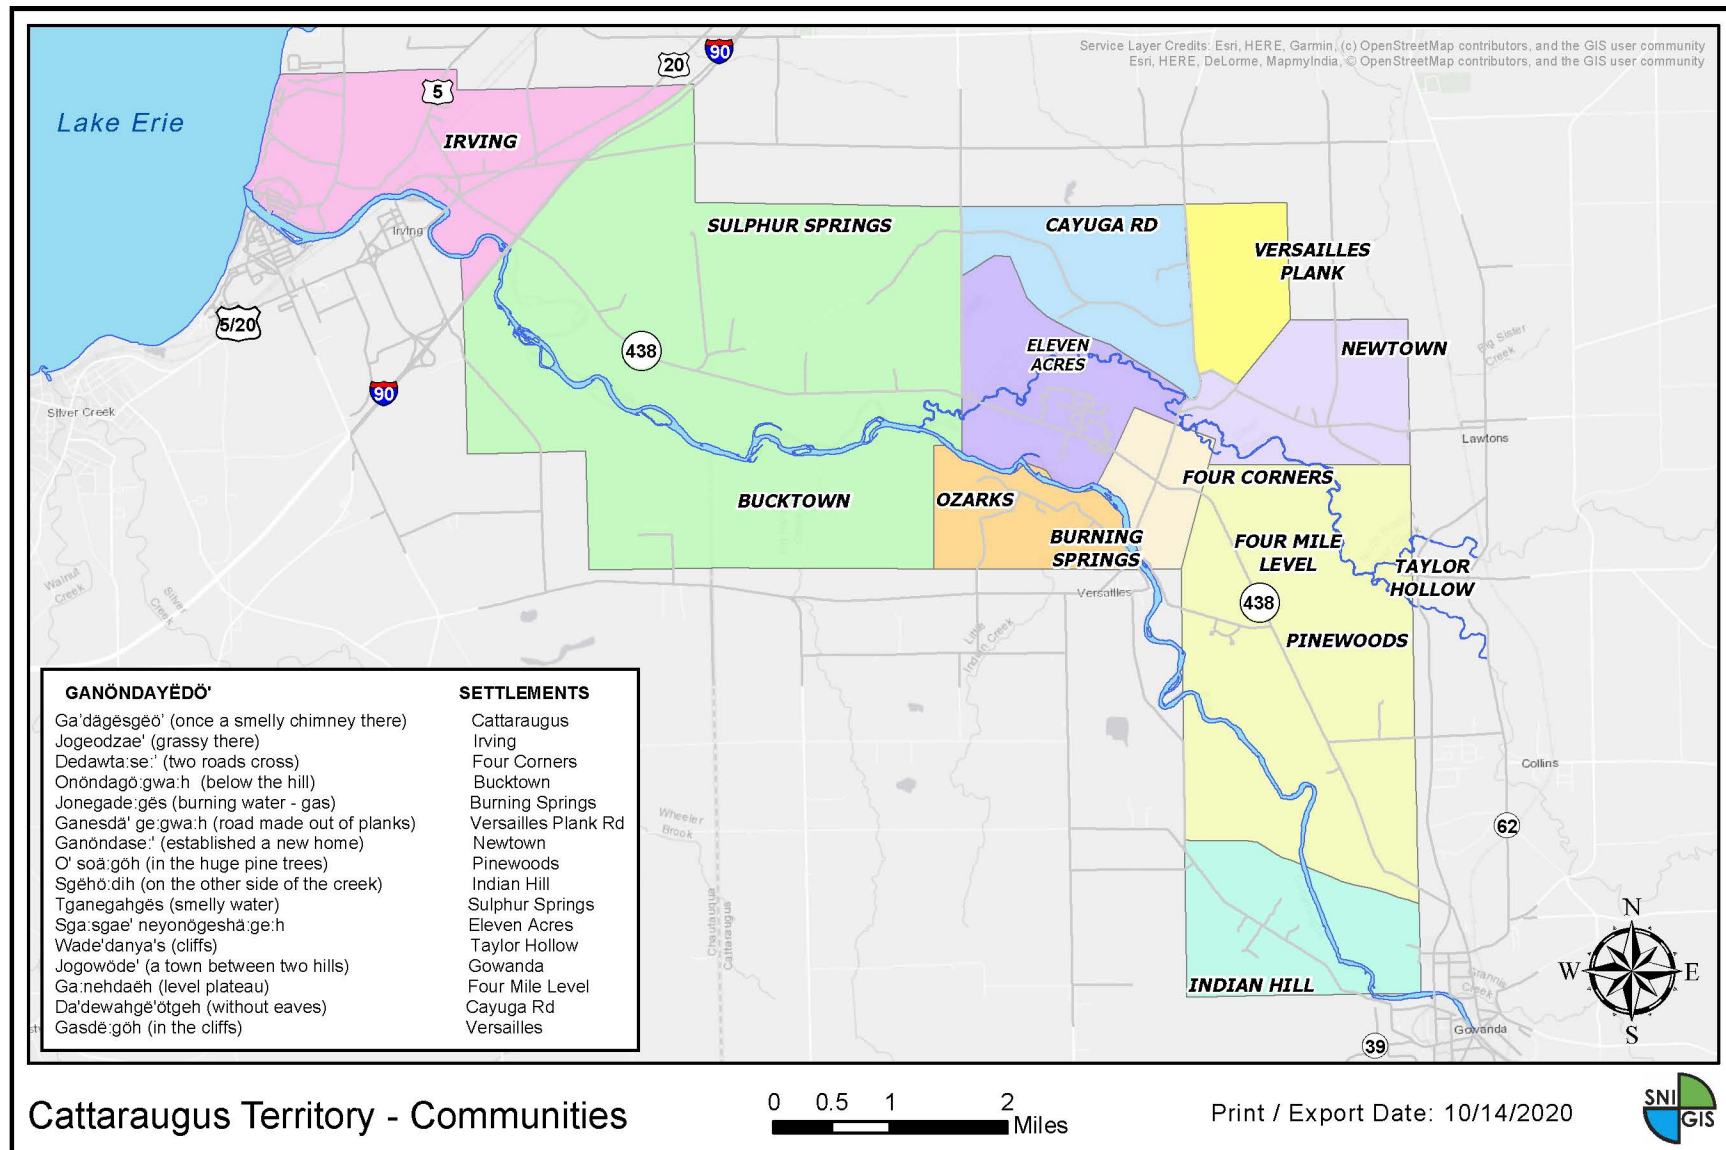 Service Layer Credits: Esri, HERE, Garmin, (c) OpenStreetMap contributors, and the GIS user community
Esri, HERE, DeLorme, MapmyIndia, © OpenStreetMap contributors, and the GIS user community
90
20
5
Lake Erie
IRVING
SULPHUR SPRINGS
CAYUGA RD
VERSAILLES
PLANK
Irving
5/20
438
ELEVEN
ACRES
NEWTOWN
Big Sister
Creek
90
Silver Creek
Lawtons
FOUR CORNERS
BUCKTOWN
OZARKS
BURNING
SPRINGS
FOUR MILE
LEVEL
TAYLOR
HOLLOW
Walnut
Creek
Silver
Creek
Versailles
438
Little
Indian Creek
PINEWOODS
Collins
Wheeler
Brook
62
Chautauqua
Cattaraugus
INDIAN HILL
Grannis
Creek
Gowanda
39
N
W
E
S
GANÖNDAYËDÖ' SETTLEMENTS
Ga'dägësgëö' (once a smelly chimney there) Cattaraugus
Jogeodzae' (grassy there) Irving
Dedawta:se:' (two roads cross) Four Corners
Onöndagö:gwa:h (below the hill) Bucktown
Jonegade:gës (burning water - gas) Burning Springs
Ganesdä' ge:gwa:h (road made out of planks) Versailles Plank Rd
Ganöndase:' (established a new home) Newtown
O' soä:göh (in the huge pine trees) Pinewoods
Sgëhö:dih (on the other side of the creek) Indian Hill
Tganegahgës (smelly water) Sulphur Springs
Sga:sgae' neyonögeshä:ge:h Eleven Acres
Wade'danya's (cliffs) Taylor Hollow
Jogowöde' (a town between two hills) Gowanda
Ga:nehdaëh (level plateau) Four Mile Level
Da'dewahgë'ötgeh (without eaves) Cayuga Rd
Gasdë:göh (in the cliffs) Versailles
Cattaraugus Territory - Communities
0 0.5 1 2
Miles
Print / Export Date: 10/14/2020
SNI
GIS